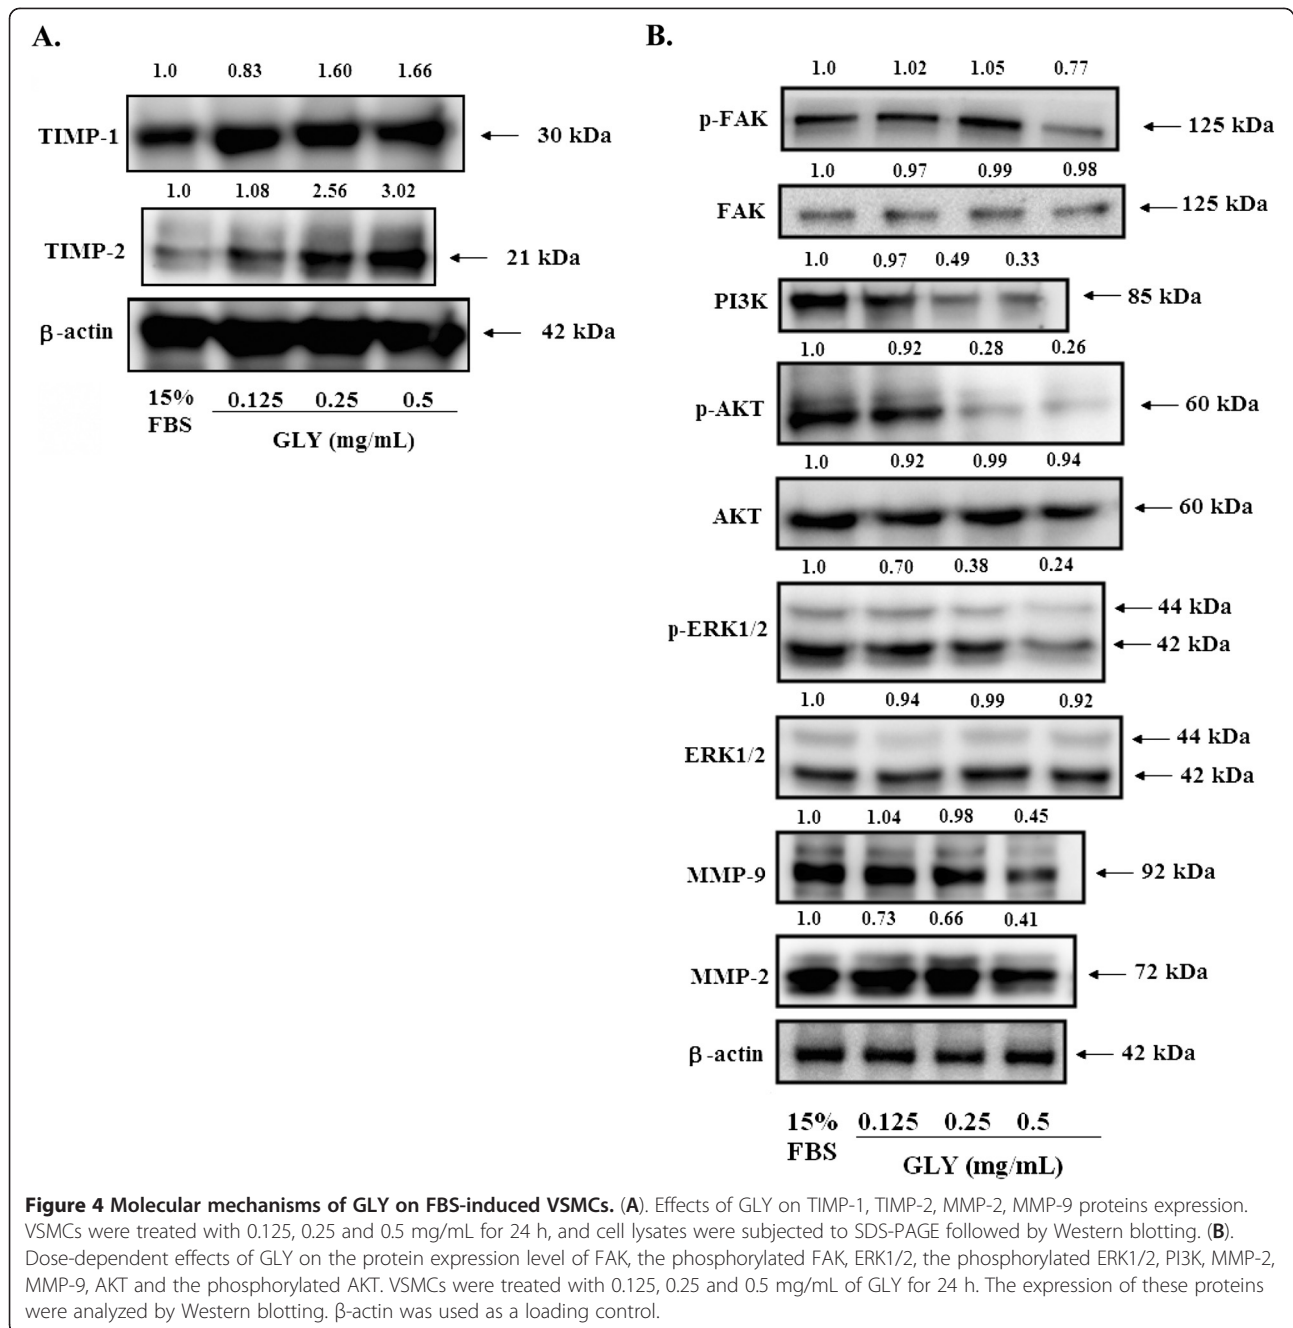 A.
1.0 0.83 1.60 1.66
TIMP-1 30 kDa
1.0 1.08 2.56 3.02
TIMP-2 21 kDa
β-actin 42 kDa
15% FBS 0.125 0.25 0.5
GLY (mg/mL)
B.
1.0 1.02 1.05 0.77
p-FAK 125 kDa
1.0 0.97 0.99 0.98
FAK 125 kDa
1.0 0.97 0.49 0.33
PI3K 85 kDa
1.0 0.92 0.28 0.26
p-AKT 60 kDa
1.0 0.92 0.99 0.94
AKT 60 kDa
1.0 0.70 0.38 0.24
44 kDa
p-ERK1/2
42 kDa
1.0 0.94 0.99 0.92
44 kDa
ERK1/2
42 kDa
1.0 1.04 0.98 0.45
MMP-9 92 kDa
1.0 0.73 0.66 0.41
MMP-2 72 kDa
β-actin 42 kDa
15% 0.125 0.25 0.5
FBS
GLY (mg/mL)
Figure 4 Molecular mechanisms of GLY on FBS-induced VSMCs. (A). Effects of GLY on TIMP-1, TIMP-2, MMP-2, MMP-9 proteins expression.
VSMCs were treated with 0.125, 0.25 and 0.5 mg/mL for 24 h, and cell lysates were subjected to SDS-PAGE followed by Western blotting. (B).
Dose-dependent effects of GLY on the protein expression level of FAK, the phosphorylated FAK, ERK1/2, the phosphorylated ERK1/2, PI3K, MMP-2,
MMP-9, AKT and the phosphorylated AKT. VSMCs were treated with 0.125, 0.25 and 0.5 mg/mL of GLY for 24 h. The expression of these proteins
were analyzed by Western blotting. β-actin was used as a loading control.